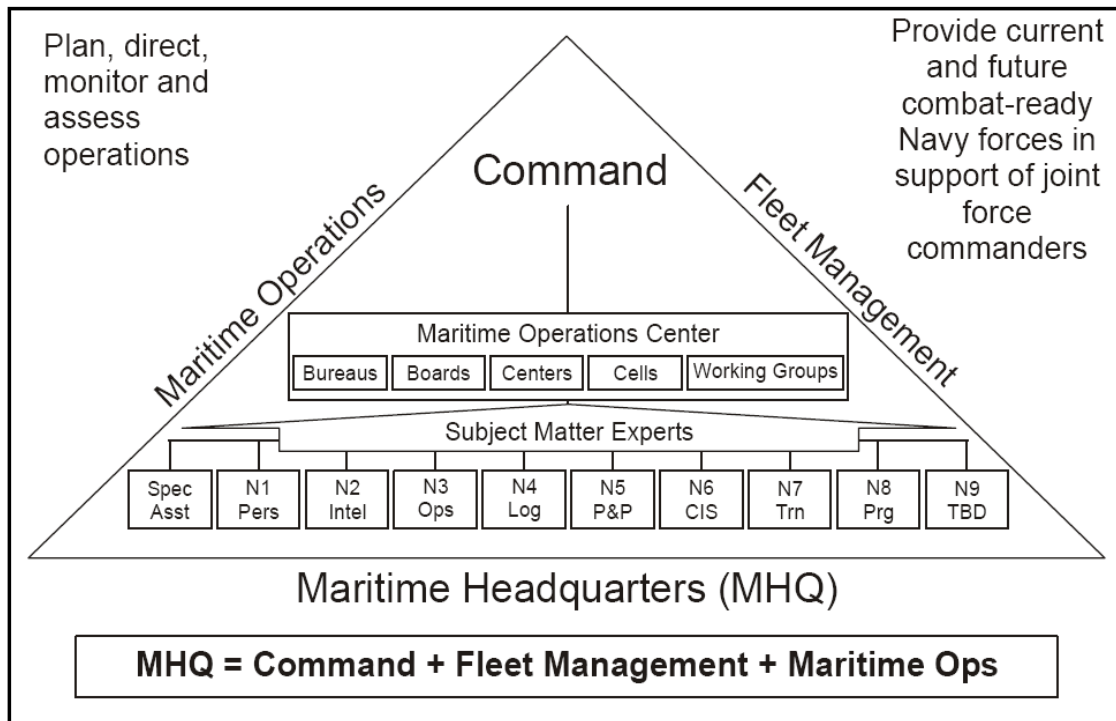 Plan, direct,
monitor and
assess
operations
Provide current
and future
combat-ready
Navy forces in
support of joint
force
commanders
Command
Maritime Operations
Fleet Management
Maritime Operations Center
Bureaus Boards Centers Cells Working Groups
Subject Matter Experts
Spec N1 N2 N3 N4 N5 N6 N7 N8 N9
Asst Pers Intel Ops Log P&P CIS Trn Prg TBD
Maritime Headquarters (MHQ)
MHQ = Command + Fleet Management + Maritime Ops